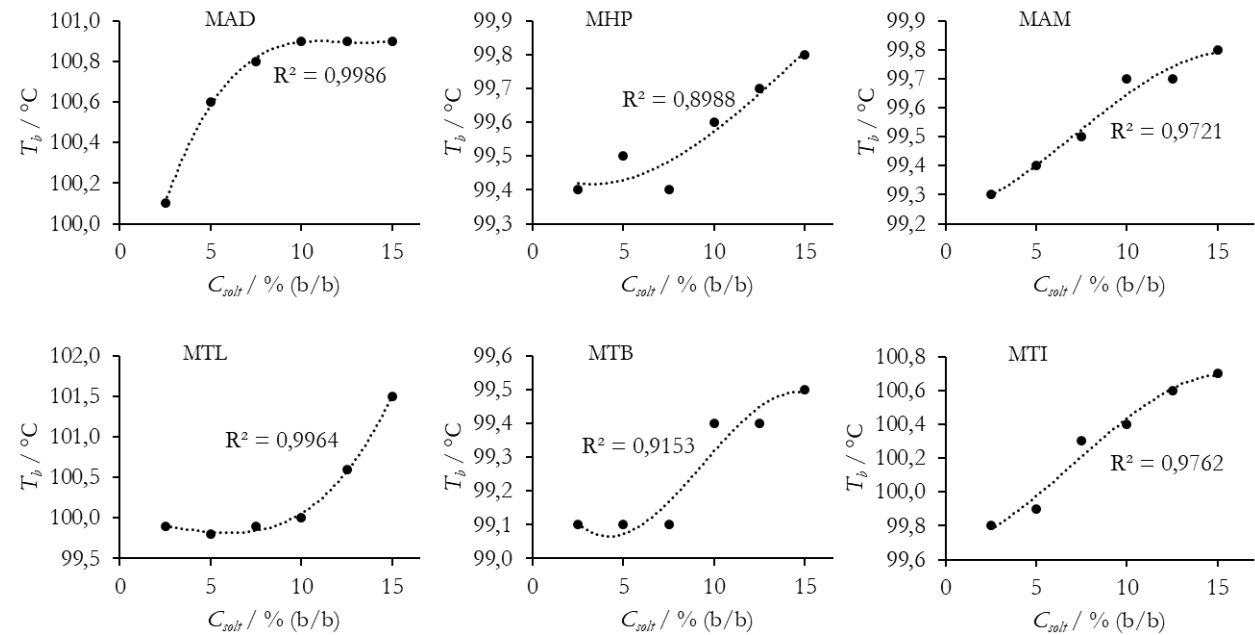 MAD
101,0
100,8
100,6
100,4
100,2
100,0
T_b / °C
R² = 0,9986
0 5 10 15
C_solt / % (b/b)
MHP
99,9
99,8
99,7
99,6
99,5
99,4
99,3
T_b / °C
R² = 0,8988
0 5 10 15
C_solt / % (b/b)
MAM
99,9
99,8
99,7
99,6
99,5
99,4
99,3
99,2
T_b / °C
R² = 0,9721
0 5 10 15
C_solt / % (b/b)
MTL
102,0
101,5
101,0
100,5
100,0
99,5
T_b / °C
R² = 0,9964
0 5 10 15
C_solt / % (b/b)
MTB
99,6
99,5
99,4
99,3
99,2
99,1
99,0
T_b / °C
R² = 0,9153
0 5 10 15
C_solt / % (b/b)
MTI
100,8
100,6
100,4
100,2
100,0
99,8
99,6
T_b / °C
R² = 0,9762
0 5 10 15
C_solt / % (b/b)